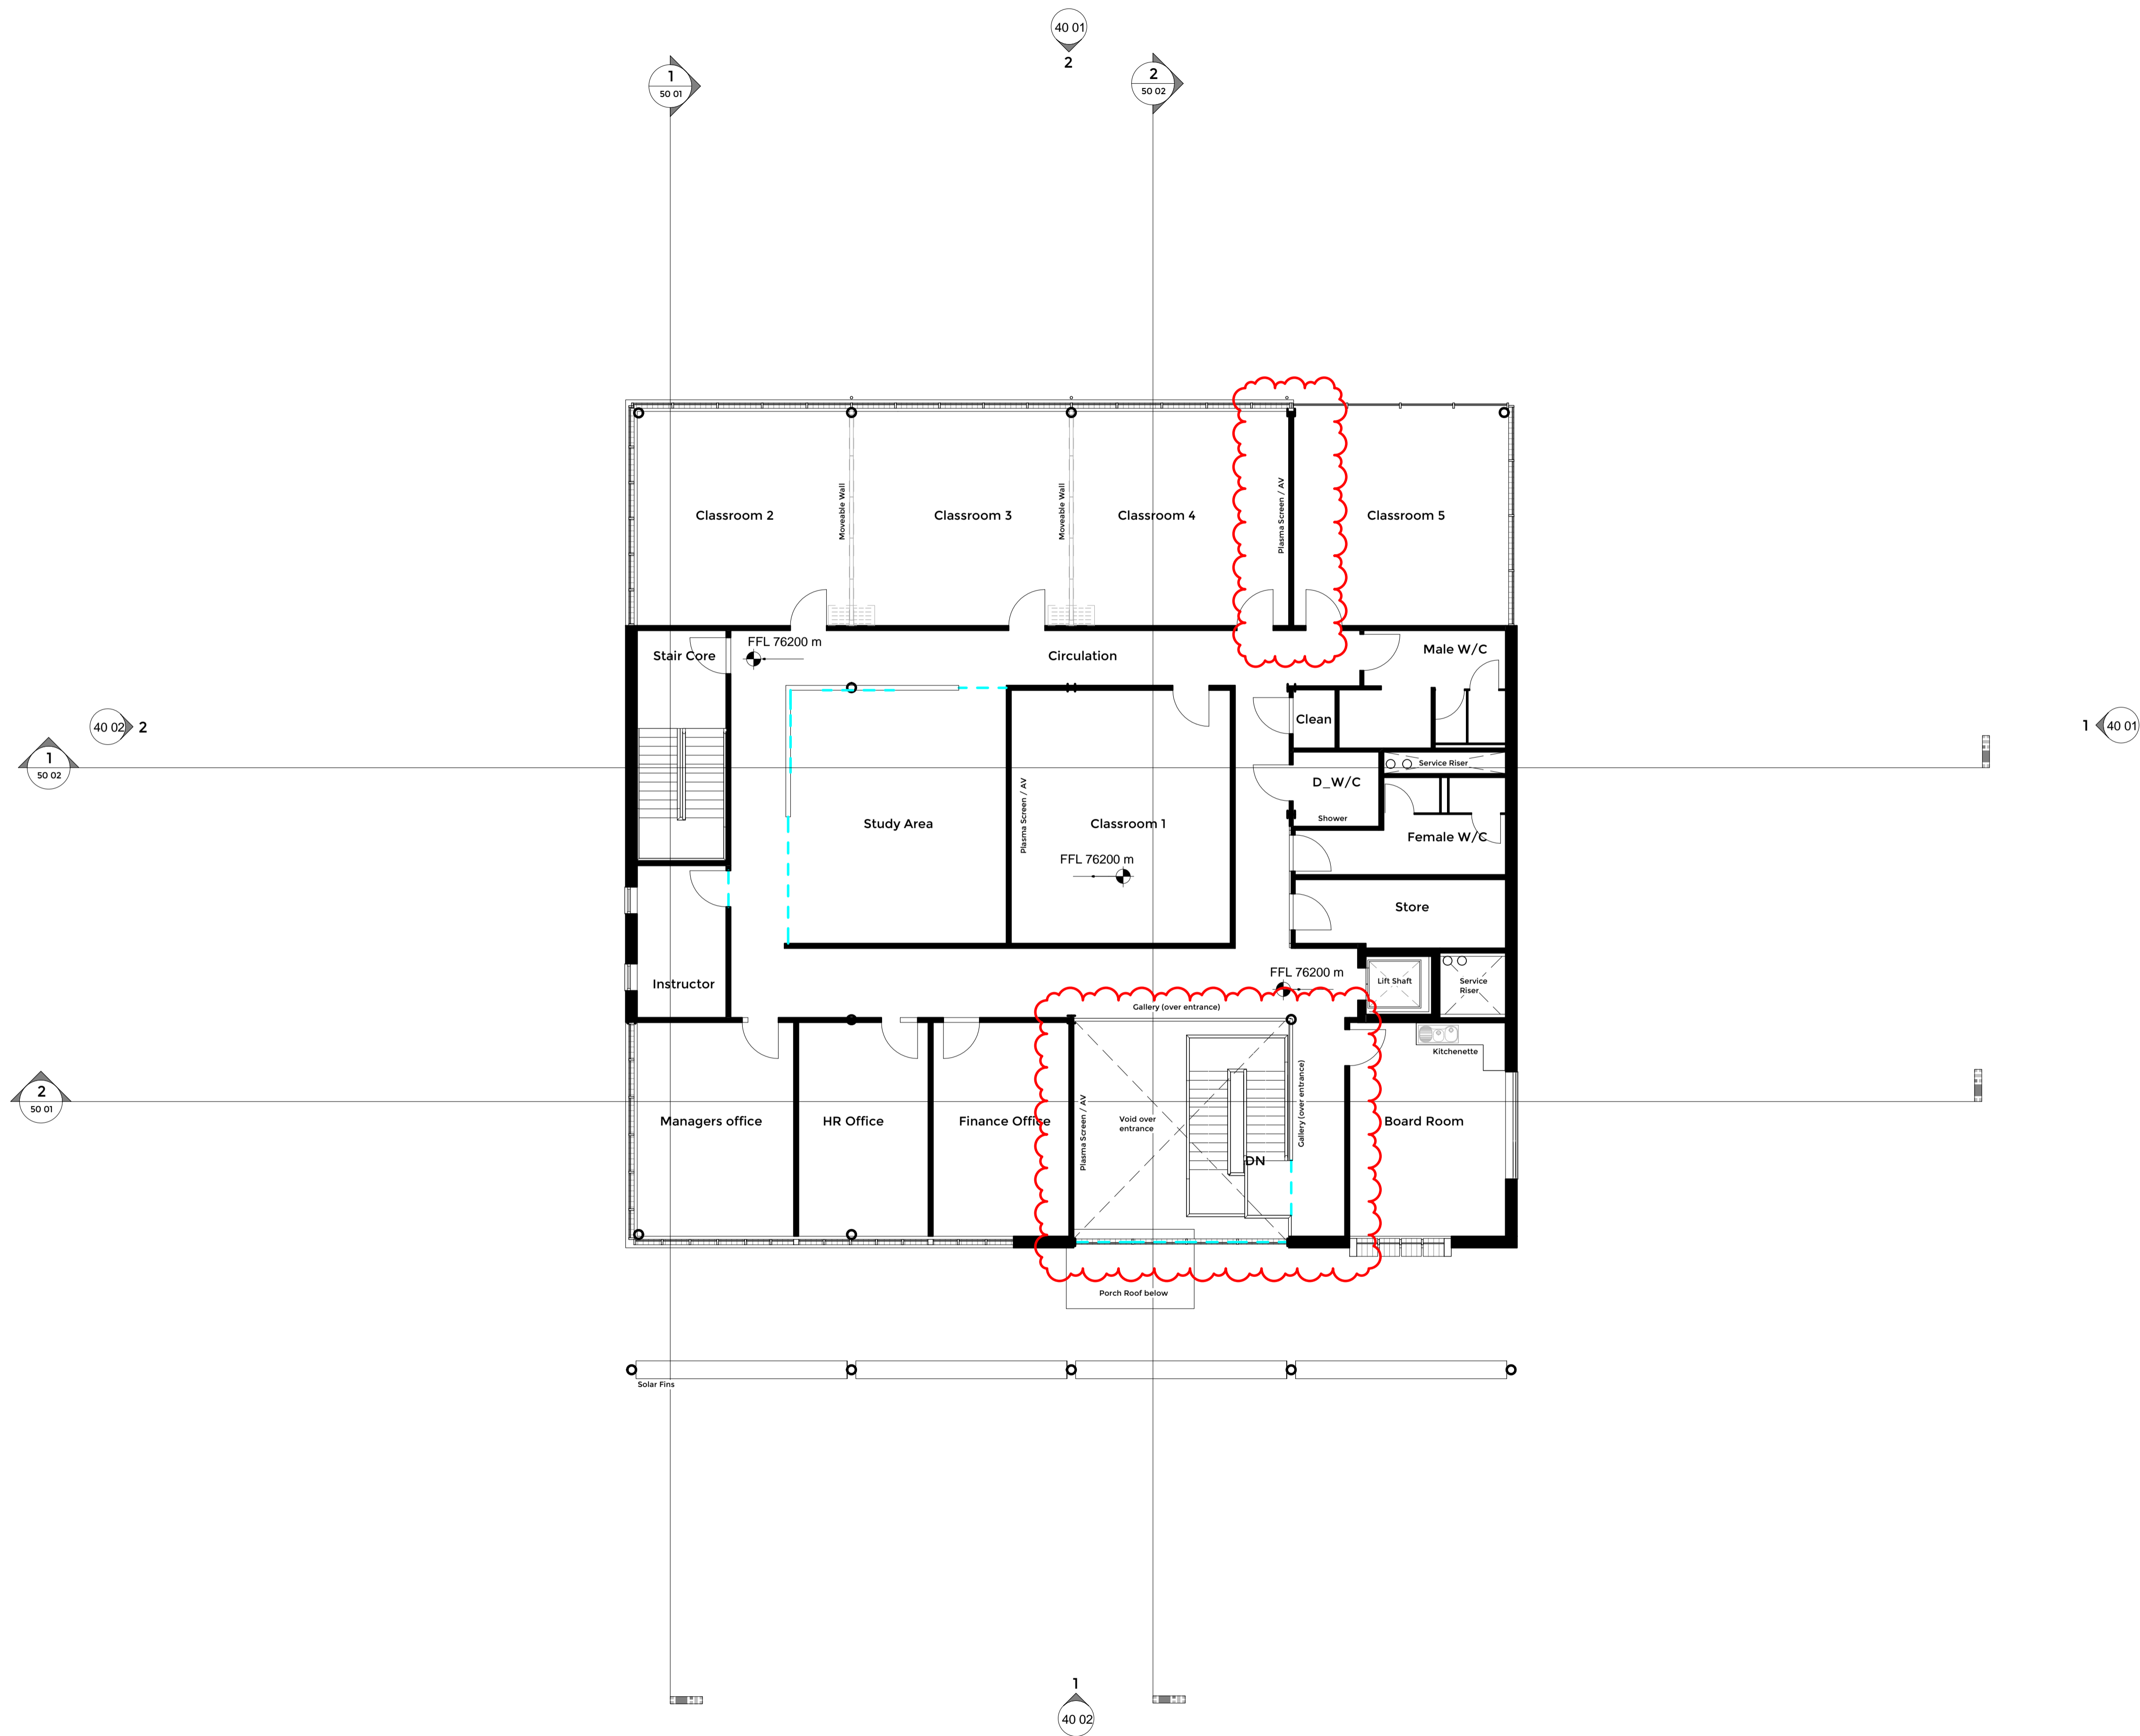 40 01
2
1
50 01
2
50 02
Classroom 2
Moveable Wall
Classroom 3
Moveable Wall
Classroom 4
Plasma Screen / AV
Classroom 5
FFL 76200 m
Stair Core
Circulation
Male W/C
Clean
40 02
2
1
50 02
1
40 01
Service Riser
D_W/C
Shower
Plasma Screen / AV
Study Area
Classroom 1
Female W/C
FFL 76200 m
Store
Instructor
FFL 76200 m
Lift Shaft
Service
Riser
Gallery (over entrance)
Kitchenette
2
50 01
Managers office
HR Office
Finance Office
Plasma Screen / AV
Void over
entrance
Gallery (over entrance)
Board Room
DN
Porch Roof below
Solar Fins
1
40 02